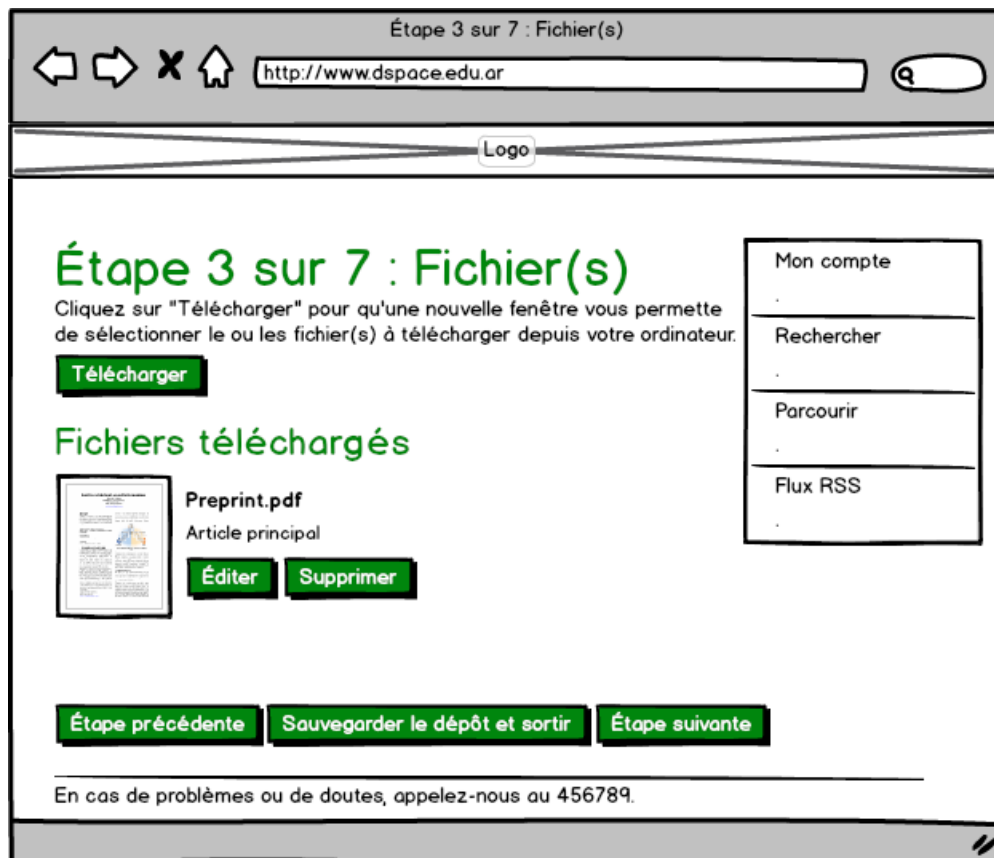 Étape 3 sur 7 : Fichier(s)
http://www.dspace.edu.ar
Logo
Étape 3 sur 7 : Fichier(s)
Cliquez sur "Télécharger" pour qu'une nouvelle fenêtre vous permette
de sélectionner le ou les fichier(s) à télécharger depuis votre ordinateur.
Télécharger
Fichiers téléchargés
Preprint.pdf
Article principal
Éditer
Supprimer
Mon compte
.
Rechercher
.
Parcourir
.
Flux RSS
.
Étape précédente
Sauvegarder le dépôt et sortir
Étape suivante
En cas de problèmes ou de doutes, appelez-nous au 456789.